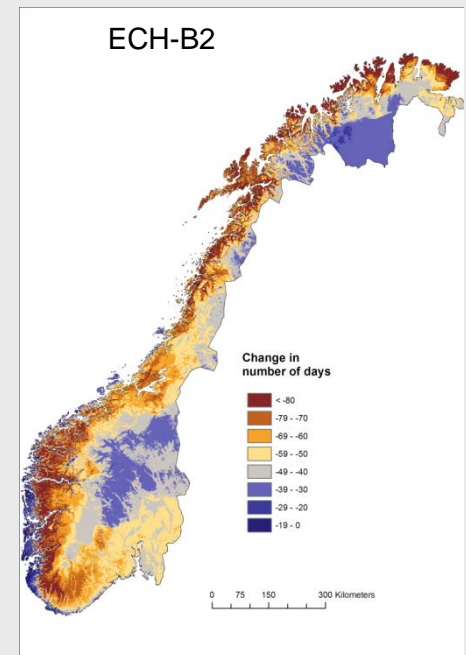 ECH-B2
Change in
number of days
< -80
-79 - -70
-69 - -60
-59 - -50
-49 - -40
-39 - -30
-29 - -20
-19 - 0
0 75 150 300 Kilometers